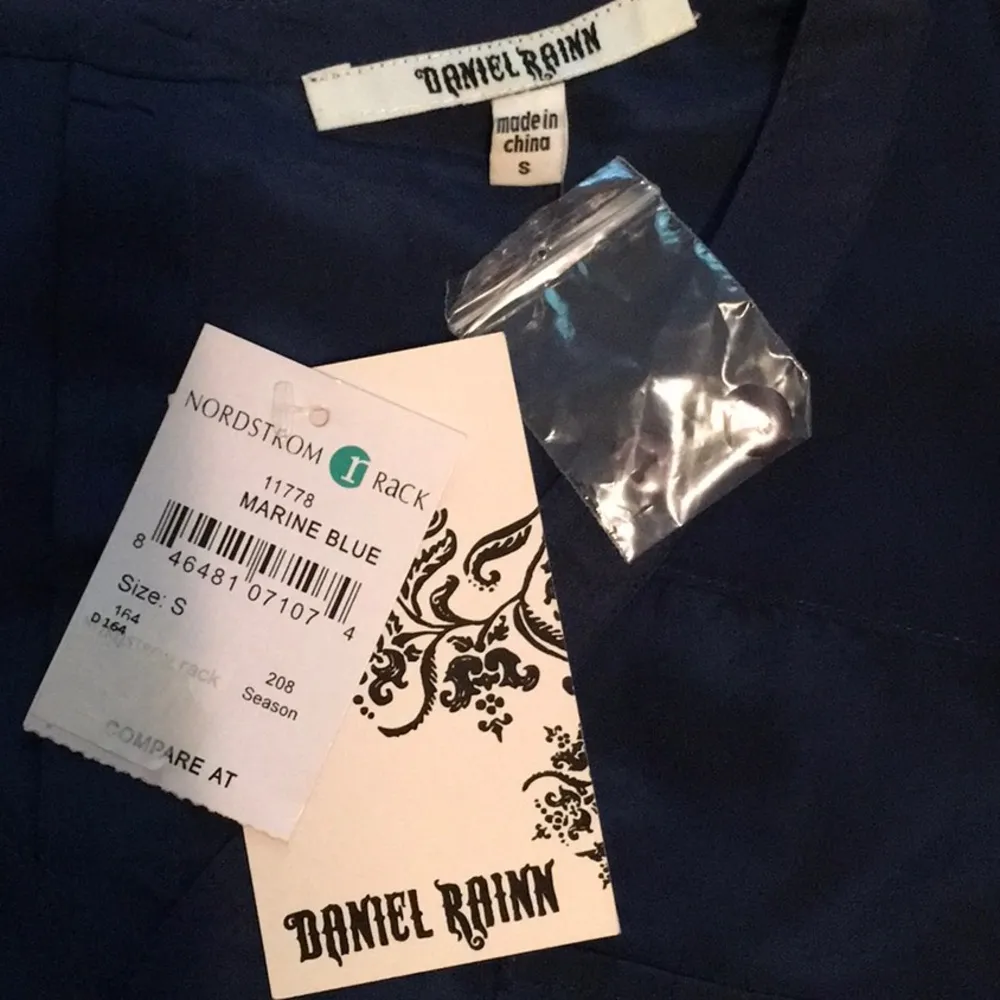 DANIEL RAINN
made in
china
S
NORDSTROM r RACK
11778
MARINE BLUE
8 46481 07107 4
Size: S
164
D 164
rack
208
Season
COMPARE AT
DANIEL RAINN